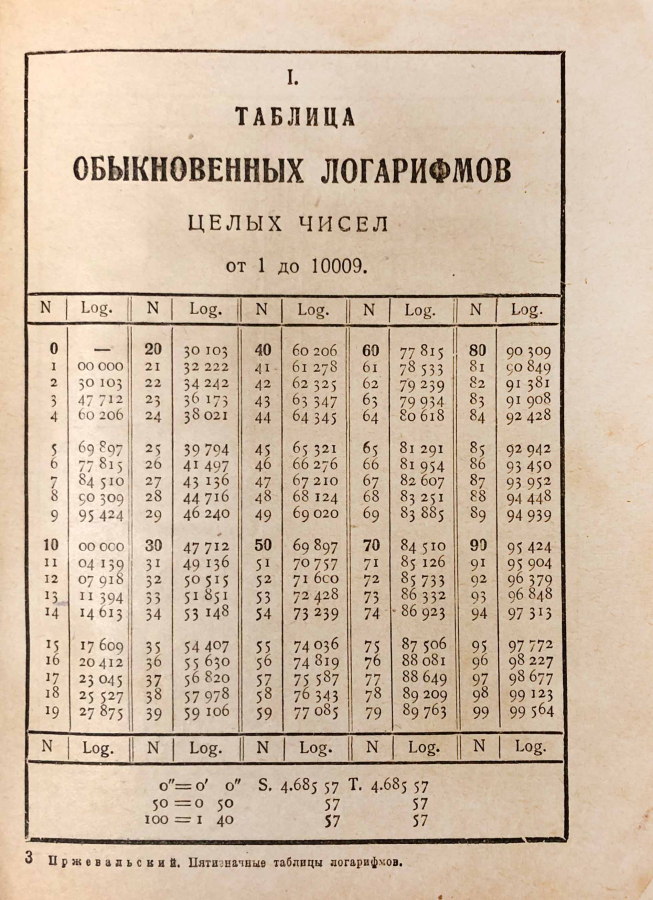 I.
ТАБЛИЦА
ОБЫКНОВЕННЫХ ЛОГАРИФМОВ
ЦЕЛЫХ ЧИСЕЛ
от 1 до 10009.
N Log. N Log. N Log. N Log. N Log.
0 — 20 30 103 40 60 206 60 77 815 80 90 309
1 00 000 21 32 222 41 61 278 61 78 533 81 90 849
2 30 103 22 34 242 42 62 325 62 79 239 82 91 381
3 47 712 23 36 173 43 63 347 63 79 934 83 91 908
4 60 206 24 38 021 44 64 345 64 80 618 84 92 428
5 69 897 25 39 794 45 65 321 65 81 291 85 92 942
6 77 815 26 41 497 46 66 276 66 81 954 86 93 450
7 84 510 27 43 136 47 67 210 67 82 607 87 93 952
8 90 309 28 44 716 48 68 124 68 83 251 88 94 448
9 95 424 29 46 240 49 69 020 69 83 885 89 94 939
10 00 000 30 47 712 50 69 897 70 84 510 90 95 424
11 04 139 31 49 136 51 70 757 71 85 126 91 95 904
12 07 918 32 50 515 52 71 600 72 85 733 92 96 379
13 11 394 33 51 851 53 72 428 73 86 332 93 96 848
14 14 613 34 53 148 54 73 239 74 86 923 94 97 313
15 17 609 35 54 407 55 74 036 75 87 506 95 97 772
16 20 412 36 55 630 56 74 819 76 88 081 96 98 227
17 23 045 37 56 820 57 75 587 77 88 649 97 98 677
18 25 527 38 57 978 58 76 343 78 89 209 98 99 123
19 27 875 39 59 106 59 77 085 79 89 763 99 99 564
N Log. N Log. N Log. N Log. N Log.
0″ = 0′ 0″ S. 4.685 57 T. 4.685 57
50 = 0 50 57 57
100 = 1 40 57 57
3 Пржевальский. Пятизначные таблицы логарифмов.